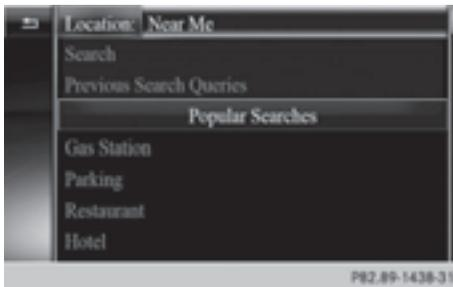 Location: Near Me
Search
Previous Search Queries
Popular Searches
Gas Station
Parking
Restaurant
Hotel
P82.89-1438-31